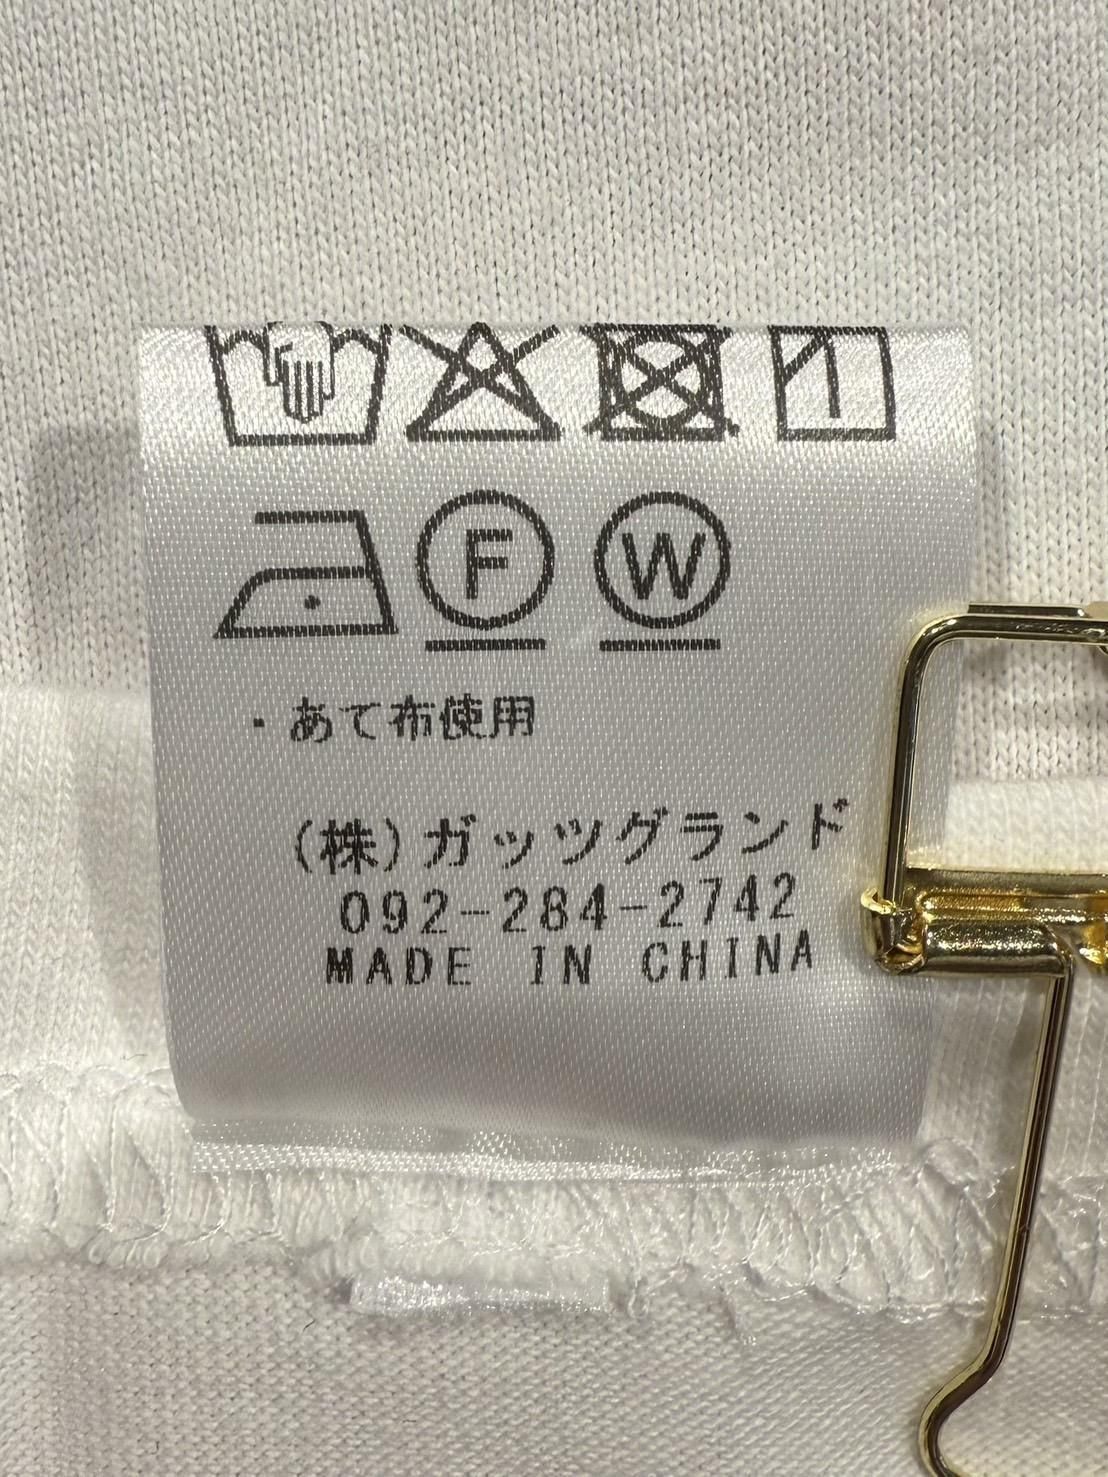 F W
・あて布使用
(株)ガッツグランド
092-284-2742
MADE IN CHINA